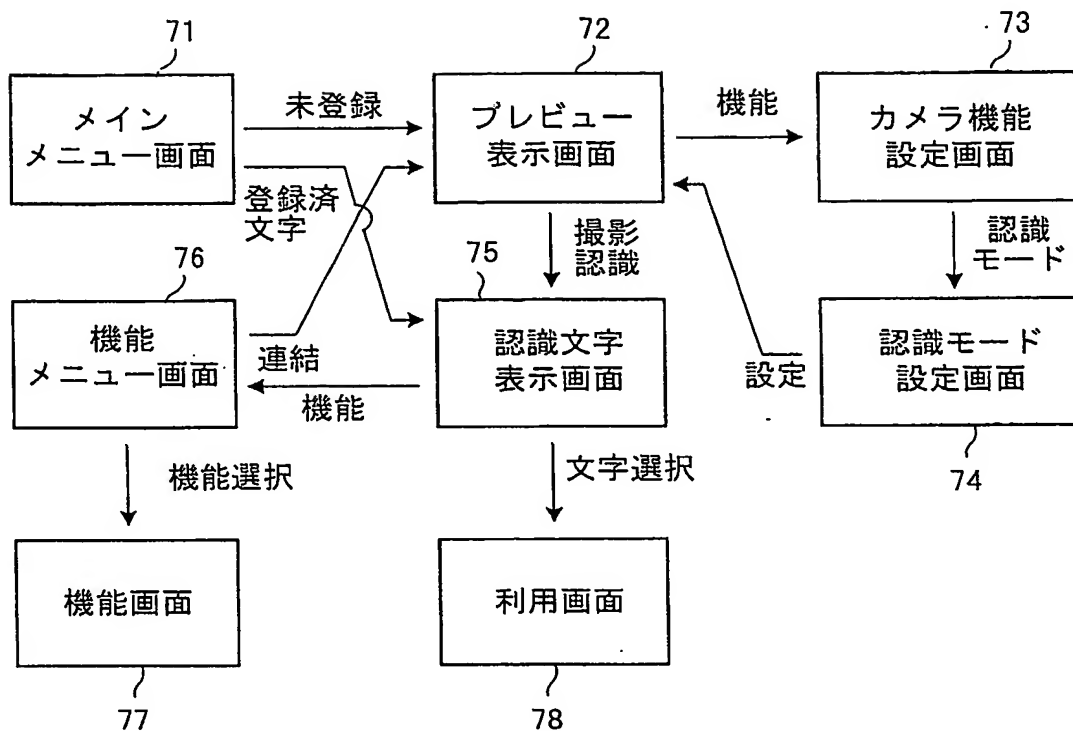 71
72
73
メイン
メニュー画面
未登録
プレビュー
表示画面
機能
カメラ機能
設定画面
登録済
文字
撮影
認識
認識
モード
76
75
機能
メニュー画面
連結
機能
認識文字
表示画面
設定
認識モード
設定画面
74
機能選択
文字選択
機能画面
利用画面
77
78